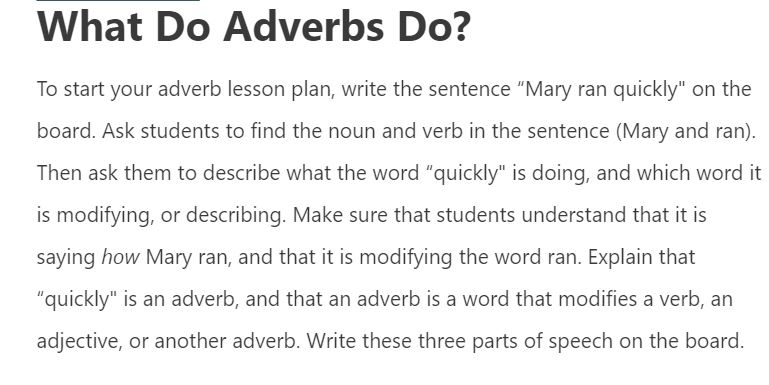 What Do Adverbs Do?
To start your adverb lesson plan, write the sentence “Mary ran quickly" on the
board. Ask students to find the noun and verb in the sentence (Mary and ran).
Then ask them to describe what the word “quickly" is doing, and which word it
is modifying, or describing. Make sure that students understand that it is
saying how Mary ran, and that it is modifying the word ran. Explain that
“quickly" is an adverb, and that an adverb is a word that modifies a verb, an
adjective, or another adverb. Write these three parts of speech on the board.